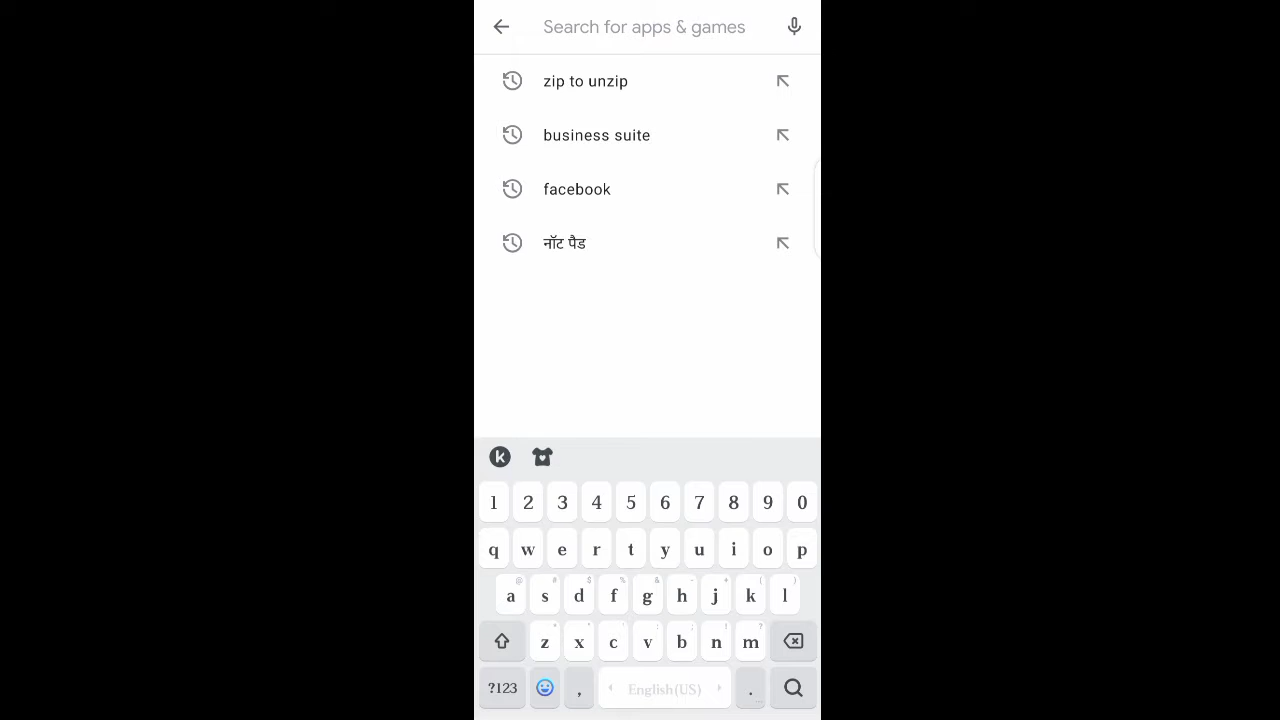 Search for apps & games
zip to unzip
business suite
facebook
नॉट पैड
k
1 2 3 4 5 6 7 8 9 0
q w e r t y u i o p
@ # $ % & - + ( )
a s d f g h j k l
z x c v b n m
?123 , English(US) .